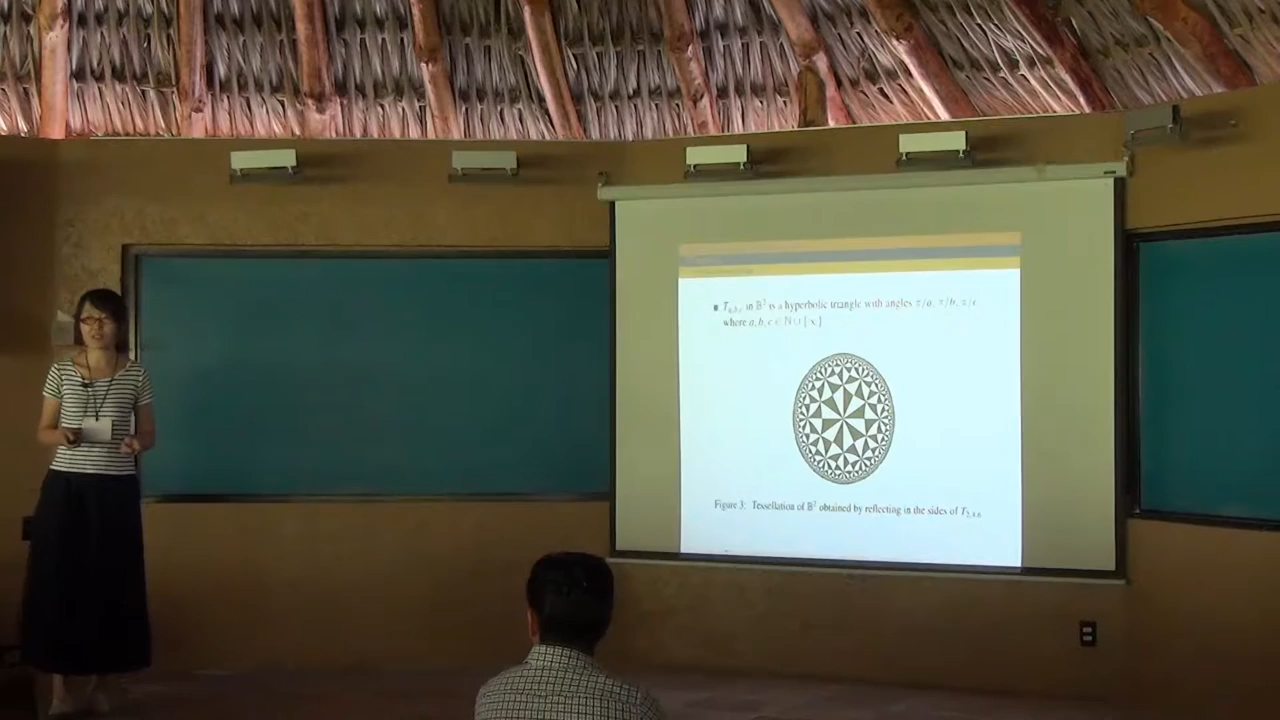 ▪ T_{a,b,c} in 𝔹² is a hyperbolic triangle with angles π/a, π/b, π/c
where a, b, c ∈ ℕ ∪ {∞}
Figure 3: Tessellation of 𝔹² obtained by reflecting in the sides of T_{2,4,6}